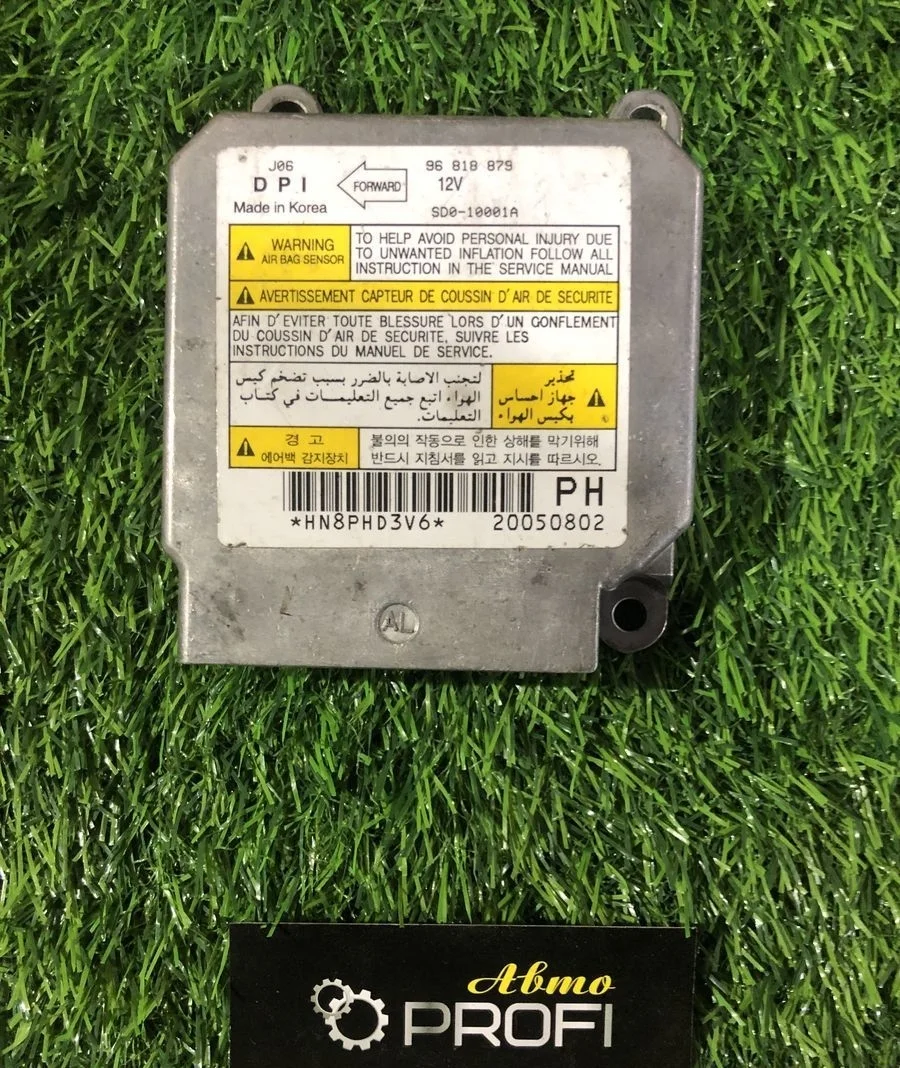 J06
DPI
Made in Korea
FORWARD
96 818 879
12V
SD0-10001A
WARNING
AIR BAG SENSOR
TO HELP AVOID PERSONAL INJURY DUE
TO UNWANTED INFLATION FOLLOW ALL
INSTRUCTION IN THE SERVICE MANUAL
AVERTISSEMENT CAPTEUR DE COUSSIN D'AIR DE SECURITE
AFIN D'EVITER TOUTE BLESSURE LORS D'UN GONFLEMENT
DU COUSSIN D'AIR DE SECURITE, SUIVRE LES
INSTRUCTIONS DU MANUEL DE SERVICE.
تحذير
جهاز احساس
بكيس الهواء
لتجنب الاصابة بالضرر بسبب تضخم كيس
الهواء اتبع جميع التعليمات في كتاب
التعليمات.
경 고
에어백 감지장치
불의의 작동으로 인한 상해를 막기위해
반드시 지침서를 읽고 지시를 따르시오.
PH
*HN8PHD3V6*
20050802
AL
Авто
PROFI